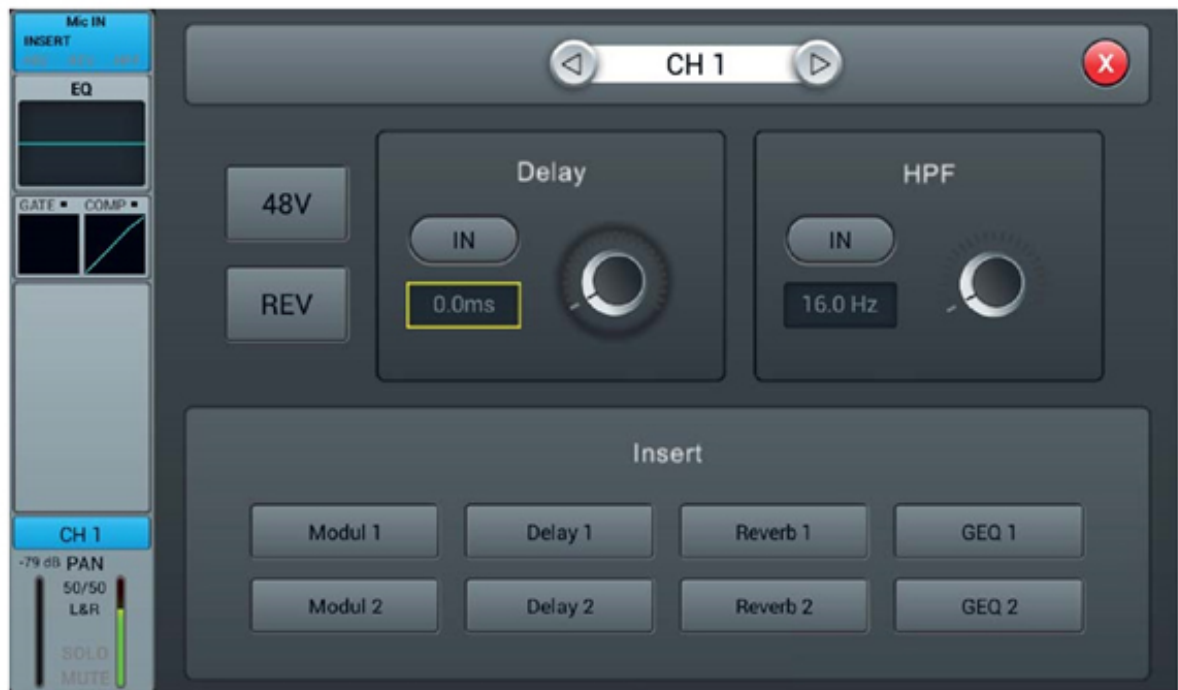 Mic IN
INSERT
EQ
GATE COMP
CH 1
-79 dB PAN
50/50
L&R
SOLO
MUTE
CH 1
X
48V
REV
Delay
IN
0.0ms
HPF
IN
16.0 Hz
Insert
Modul 1 Delay 1 Reverb 1 GEQ 1
Modul 2 Delay 2 Reverb 2 GEQ 2